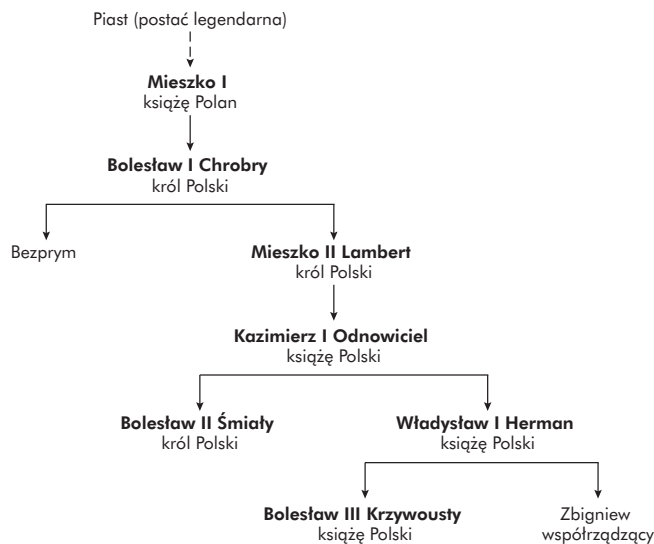 Piast (postać legendarna)
Mieszko I
książę Polan
Bolesław I Chrobry
król Polski
Bezprym
Mieszko II Lambert
król Polski
Kazimierz I Odnowiciel
książę Polski
Bolesław II Śmiały
król Polski
Władysław I Herman
książę Polski
Bolesław III Krzywousty
książę Polski
Zbigniew
współrządzący